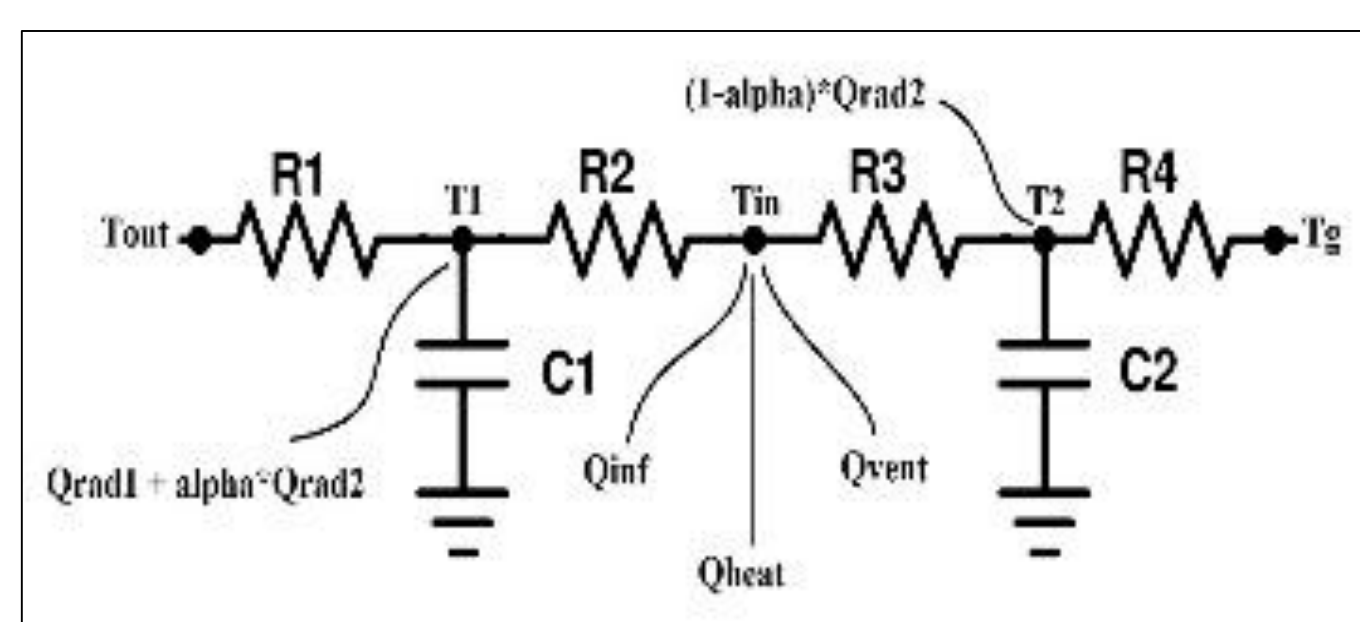 (1-alpha)*Qrad2
R1
R2
R3
R4
T1
Tin
T2
Tout
Tg
C1
C2
Qrad1 + alpha*Qrad2
Qinf
Qvent
Qheat